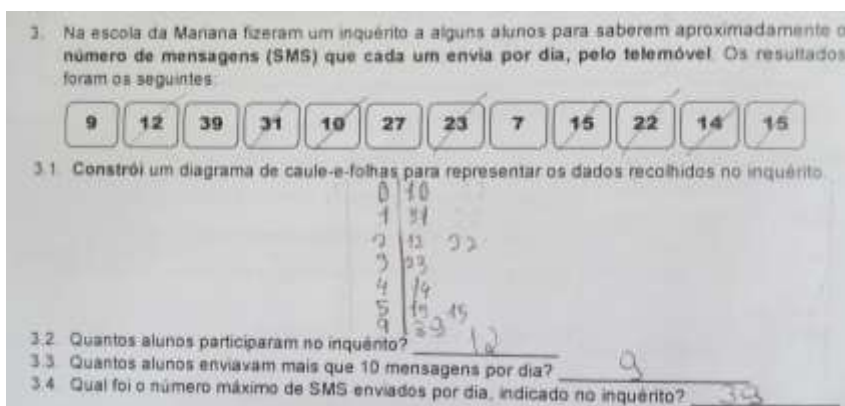 3. Na escola da Mariana fizeram um inquérito a alguns alunos para saberem aproximadamente o
número de mensagens (SMS) que cada um envia por dia, pelo telemóvel. Os resultados
foram os seguintes:
9 12 39 31 10 27 23 7 15 22 14 15
3.1. Constrói um diagrama de caule-e-folhas para representar os dados recolhidos no inquérito.
0 10
1 31
2 12 22
3 23
4 14
5 15 15
9 39
3.2. Quantos alunos participaram no inquérito? 12
3.3. Quantos alunos enviavam mais que 10 mensagens por dia? 9
3.4. Qual foi o número máximo de SMS enviados por dia, indicado no inquérito? 39